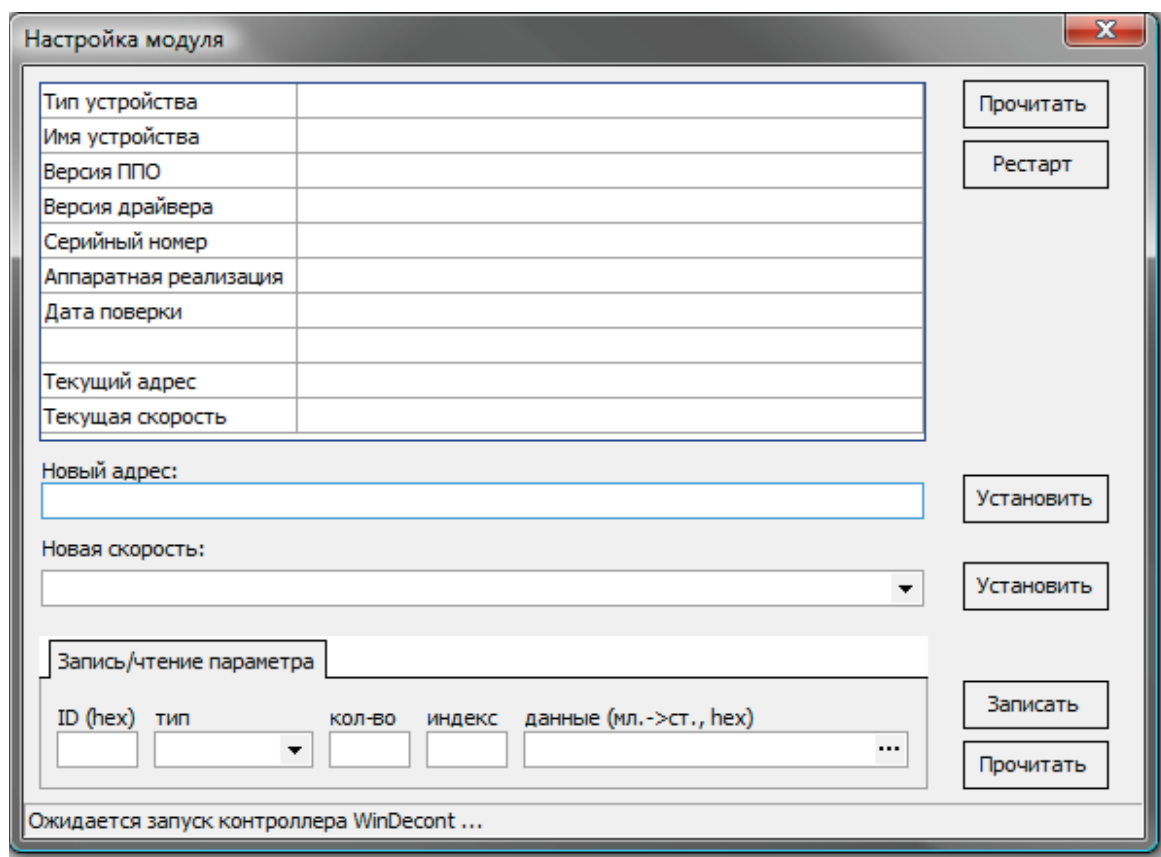 Настройка модуля
Тип устройства
Прочитать
Имя устройства
Версия ППО
Рестарт
Версия драйвера
Серийный номер
Аппаратная реализация
Дата поверки
Текущий адрес
Текущая скорость
Новый адрес:
Установить
Новая скорость:
Установить
Запись/чтение параметра
ID (hex) тип кол-во индекс данные (мл.->ст., hex)
...
Записать
Прочитать
Ожидается запуск контроллера WinDecont ...